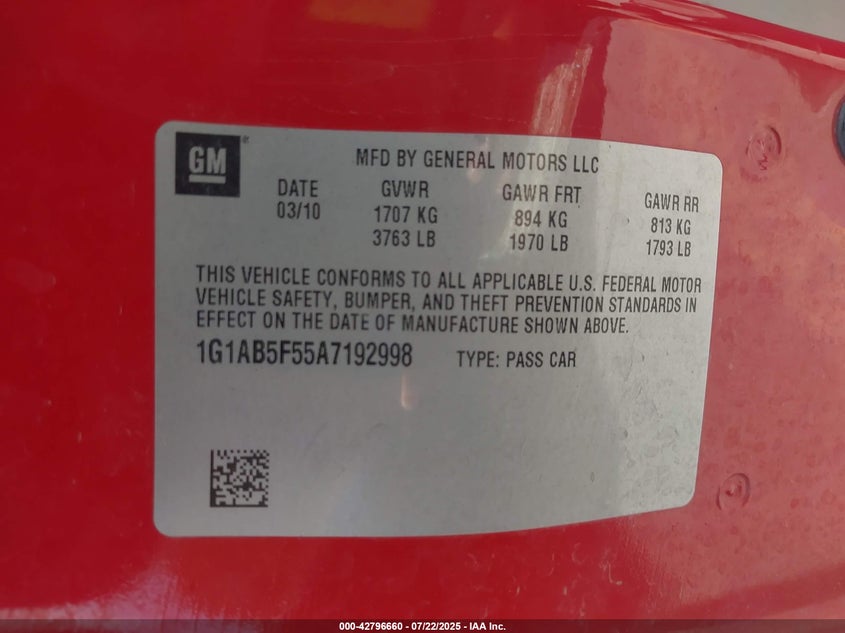 GM
MFD BY GENERAL MOTORS LLC
DATE GVWR GAWR FRT GAWR RR
03/10 1707 KG 894 KG 813 KG
3763 LB 1970 LB 1793 LB
THIS VEHICLE CONFORMS TO ALL APPLICABLE U.S. FEDERAL MOTOR
VEHICLE SAFETY, BUMPER, AND THEFT PREVENTION STANDARDS IN
EFFECT ON THE DATE OF MANUFACTURE SHOWN ABOVE.
1G1AB5F55A7192998 TYPE: PASS CAR
000-42796660 - 07/22/2025 - IAA Inc.